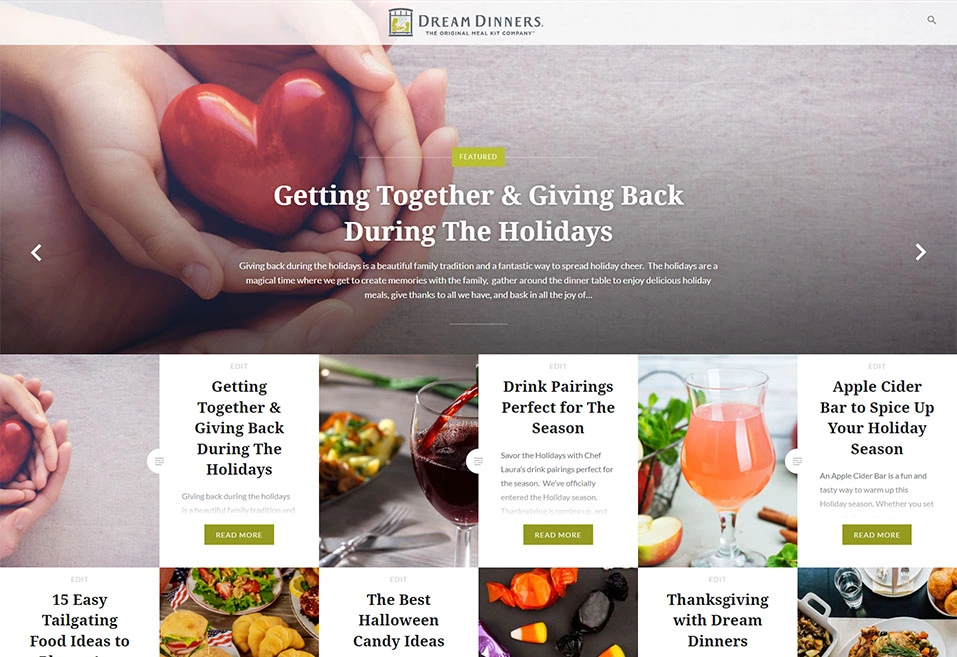 DREAM DINNERS
THE ORIGINAL MEAL KIT COMPANY™
FEATURED
Getting Together & Giving Back
During The Holidays
Giving back during the holidays is a beautiful family tradition and a fantastic way to spread holiday cheer. The holidays are a
magical time where we get to create memories with the family, gather around the dinner table to enjoy delicious holiday
meals, give thanks to all we have, and bask in all the joy of...
EDIT
Getting
Together &
Giving Back
During The
Holidays
Giving back during the holidays
is a beautiful family tradition and
READ MORE
EDIT
Drink Pairings
Perfect for The
Season
Savor the Holidays with Chef
Laura's drink pairings perfect for
the season. We've officially
entered the Holiday season.
Thanksgiving is coming up, and
READ MORE
EDIT
Apple Cider
Bar to Spice Up
Your Holiday
Season
An Apple Cider Bar is a fun and
tasty way to warm up this
Holiday season. Whether you set
READ MORE
EDIT
15 Easy
Tailgating
Food Ideas to
EDIT
The Best
Halloween
Candy Ideas
EDIT
Thanksgiving
with Dream
Dinners